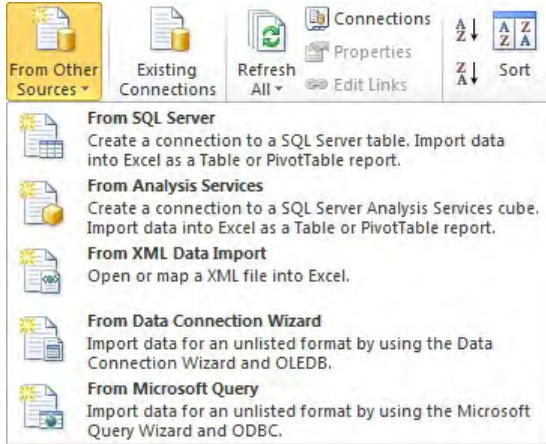 From Other
Sources
Existing
Connections
Refresh
All
Connections
Properties
Edit Links
A
Z
Z
A
A Z
Z A
Sort
From SQL Server
Create a connection to a SQL Server table. Import data
into Excel as a Table or PivotTable report.
From Analysis Services
Create a connection to a SQL Server Analysis Services cube.
Import data into Excel as a Table or PivotTable report.
From XML Data Import
Open or map a XML file into Excel.
From Data Connection Wizard
Import data for an unlisted format by using the Data
Connection Wizard and OLEDB.
From Microsoft Query
Import data for an unlisted format by using the Microsoft
Query Wizard and ODBC.